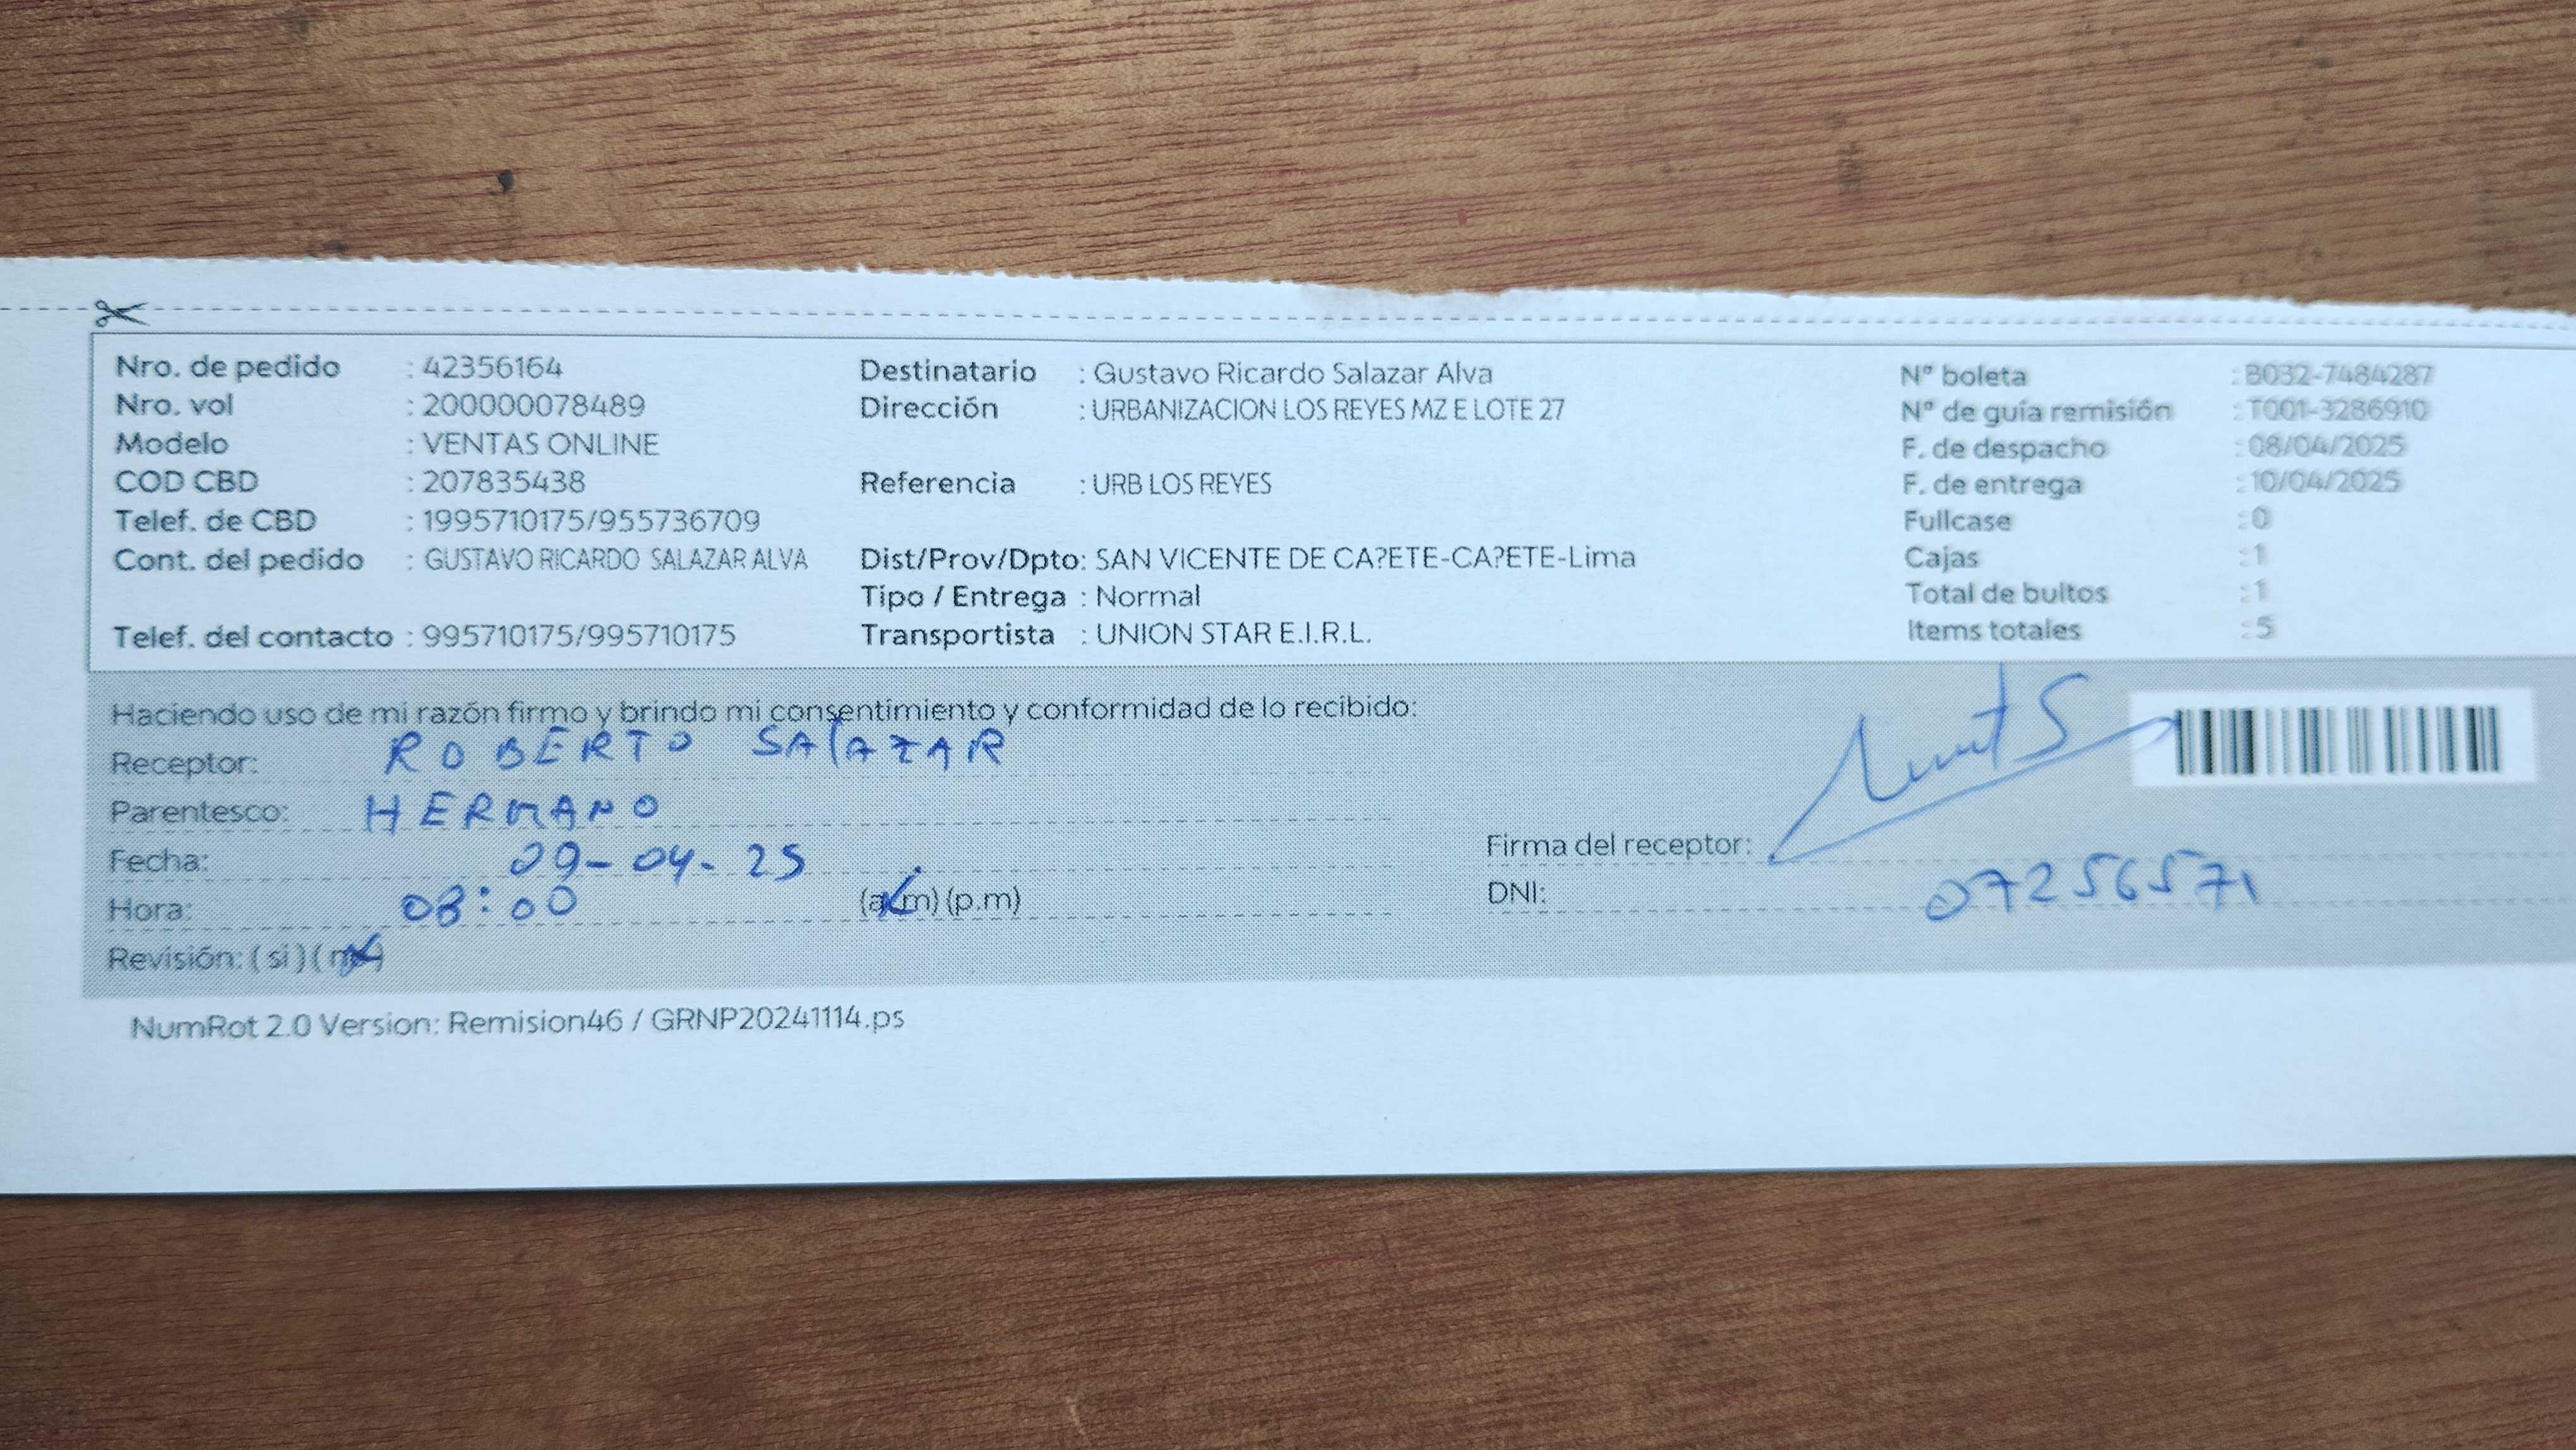 Nro. de pedido : 42356164
Nro. vol : 200000078489
Modelo : VENTAS ONLINE
COD CBD : 207835438
Telef. de CBD : 1995710175/955736709
Cont. del pedido : GUSTAVO RICARDO SALAZAR ALVA
Telef. del contacto : 995710175/995710175
Destinatario : Gustavo Ricardo Salazar Alva
Dirección : URBANIZACION LOS REYES MZ E LOTE 27
Referencia : URB LOS REYES
Dist/Prov/Dpto: SAN VICENTE DE CA?ETE-CA?ETE-Lima
Tipo / Entrega : Normal
Transportista : UNION STAR E.I.R.L.
Nº boleta : B032-7484287
Nº de guía remisión : T001-3286910
F. de despacho : 08/04/2025
F. de entrega : 10/04/2025
Fullcase : 0
Cajas : 1
Total de bultos : 1
Items totales : 5
Haciendo uso de mi razón firmo y brindo mi consentimiento y conformidad de lo recibido:
Receptor: ROBERTO SALAZAR
Parentesco: HERMANO
Fecha: 09-04-25
Hora: 08:00 (a.m) (p.m)
Revisión: ( si ) ( no )
Firma del receptor:
DNI: 07256571
NumRot 2.0 Version: Remision46 / GRNP20241114.ps